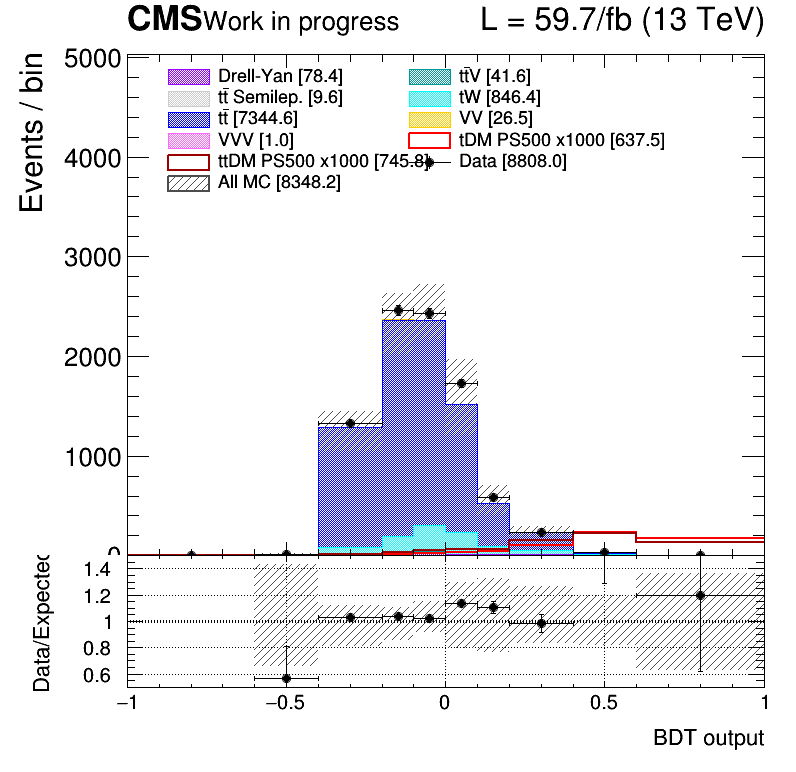 CMS Work in progress L = 59.7/fb (13 TeV)
Events / bin
5000
4000
3000
2000
1000
0
Drell-Yan [78.4] tt̄V [41.6]
tt̄ Semilep. [9.6] tW [846.4]
tt̄ [7344.6] VV [26.5]
VVV [1.0] tDM PS500 x1000 [637.5]
ttDM PS500 x1000 [745.8] Data [8808.0]
All MC [8348.2]
Data/Expected
1.4
1.2
1
0.8
0.6
−1 −0.5 0 0.5 1
BDT output